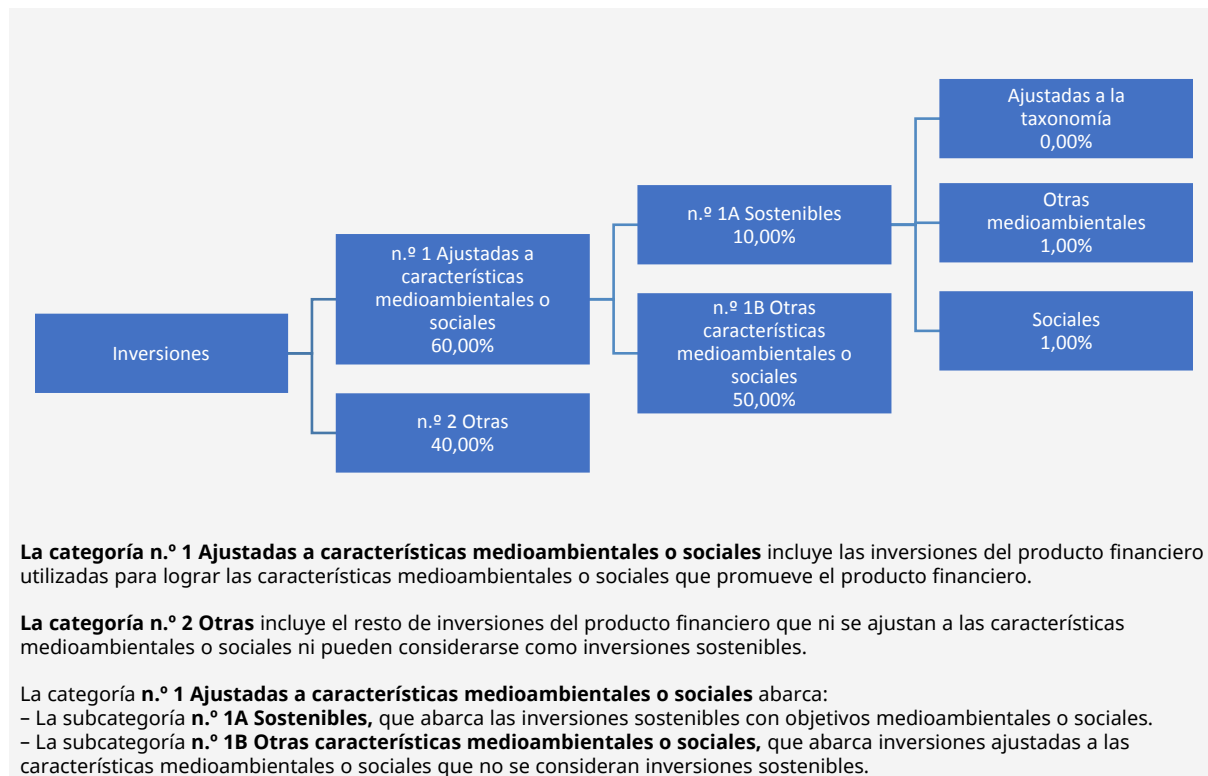 Inversiones
n.º 1 Ajustadas a
características
medioambientales o
sociales
60,00%
n.º 2 Otras
40,00%
n.º 1A Sostenibles
10,00%
n.º 1B Otras
características
medioambientales o
sociales
50,00%
Ajustadas a la
taxonomía
0,00%
Otras
medioambientales
1,00%
Sociales
1,00%
La categoría n.º 1 Ajustadas a características medioambientales o sociales incluye las inversiones del producto financiero
utilizadas para lograr las características medioambientales o sociales que promueve el producto financiero.
La categoría n.º 2 Otras incluye el resto de inversiones del producto financiero que ni se ajustan a las características
medioambientales o sociales ni pueden considerarse como inversiones sostenibles.
La categoría n.º 1 Ajustadas a características medioambientales o sociales abarca:
– La subcategoría n.º 1A Sostenibles, que abarca las inversiones sostenibles con objetivos medioambientales o sociales.
– La subcategoría n.º 1B Otras características medioambientales o sociales, que abarca inversiones ajustadas a las
características medioambientales o sociales que no se consideran inversiones sostenibles.